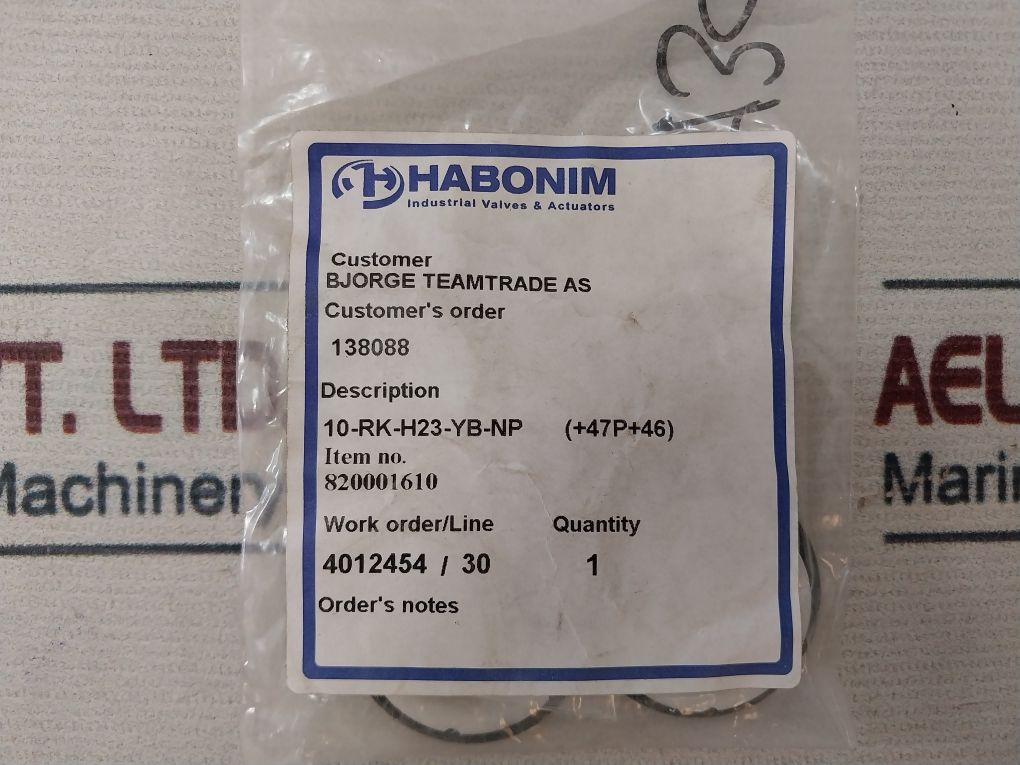 HABONIM
Industrial Valves & Actuators
Customer
BJORGE TEAMTRADE AS
Customer's order
138088
Description
10-RK-H23-YB-NP (+47P+46)
Item no.
820001610
Work order/Line Quantity
4012454 / 30 1
Order's notes
T. LTD
Machinery
AEL
Marin